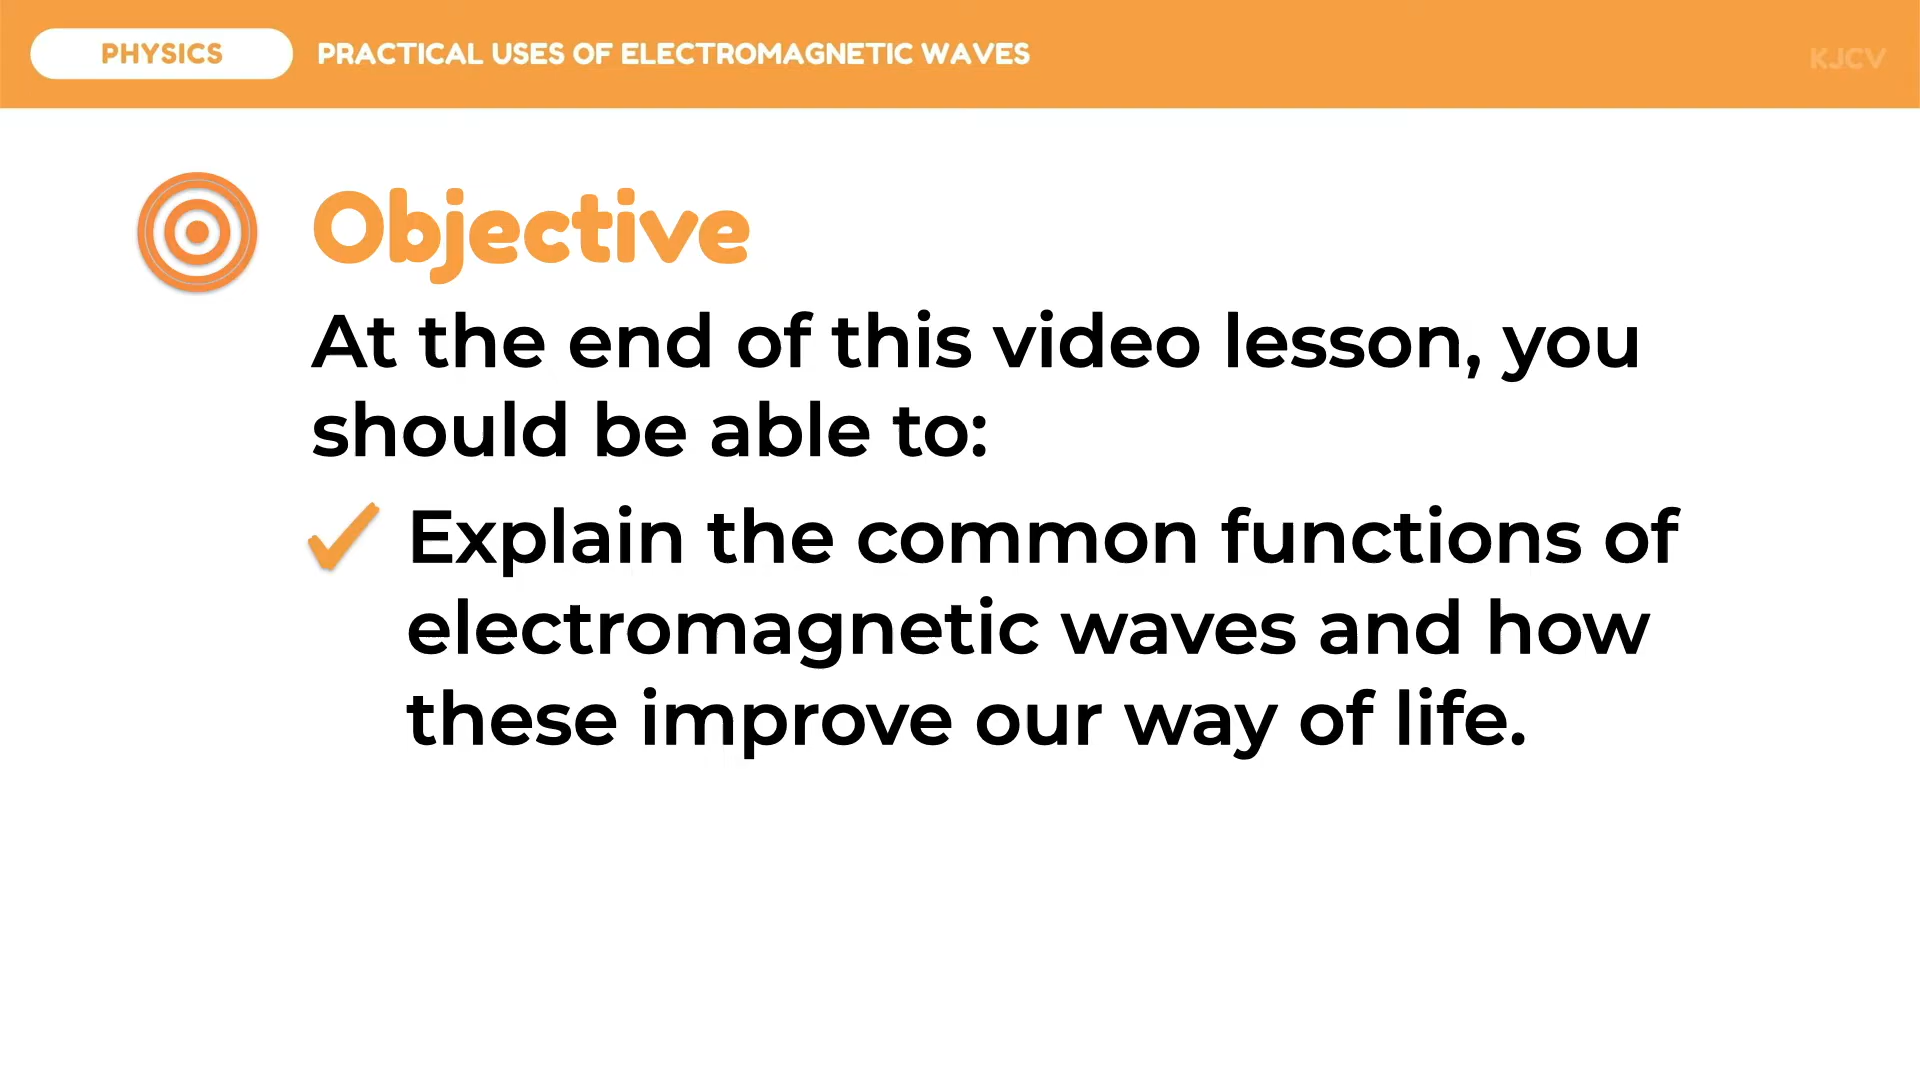 PHYSICS PRACTICAL USES OF ELECTROMAGNETIC WAVES KJCV
Objective
At the end of this video lesson, you
should be able to:
Explain the common functions of
electromagnetic waves and how
these improve our way of life.